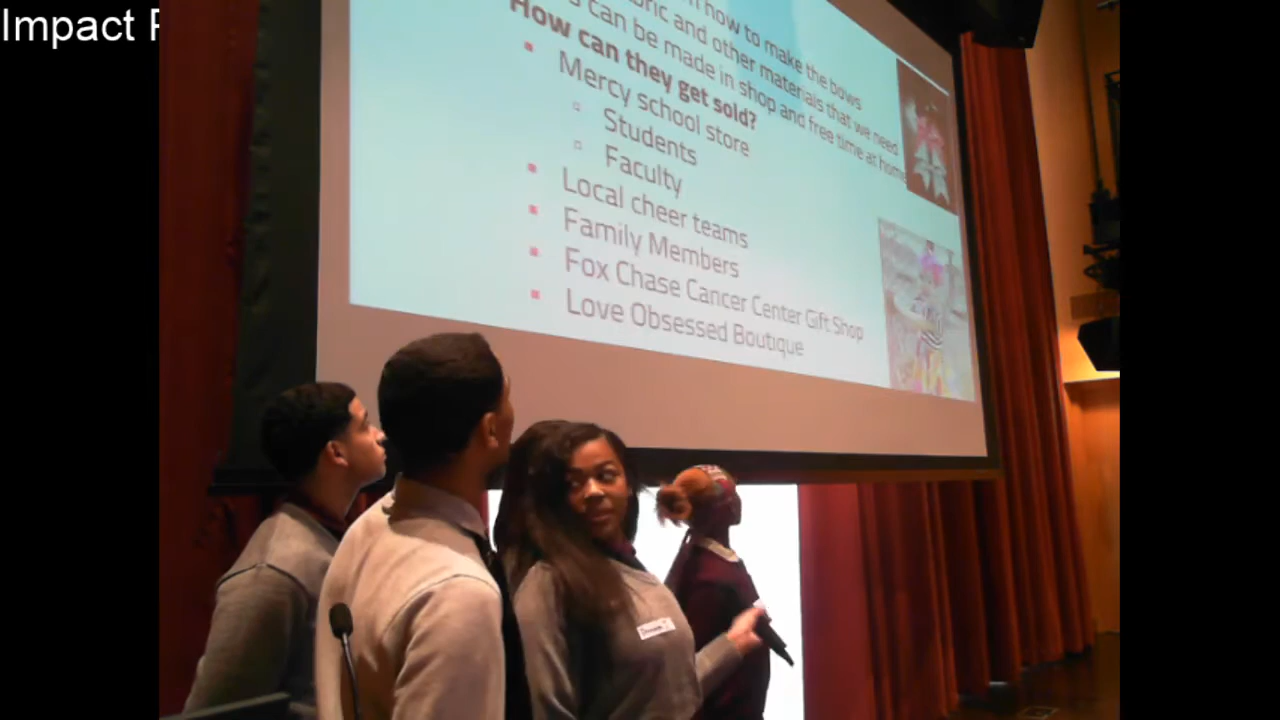 Impact
how to make the bows
and other materials that we need
can be made in shop and free time at home
How can they get sold?
Mercy school store
Students
Faculty
Local cheer teams
Family Members
Fox Chase Cancer Center Gift Shop
Love Obsessed Boutique